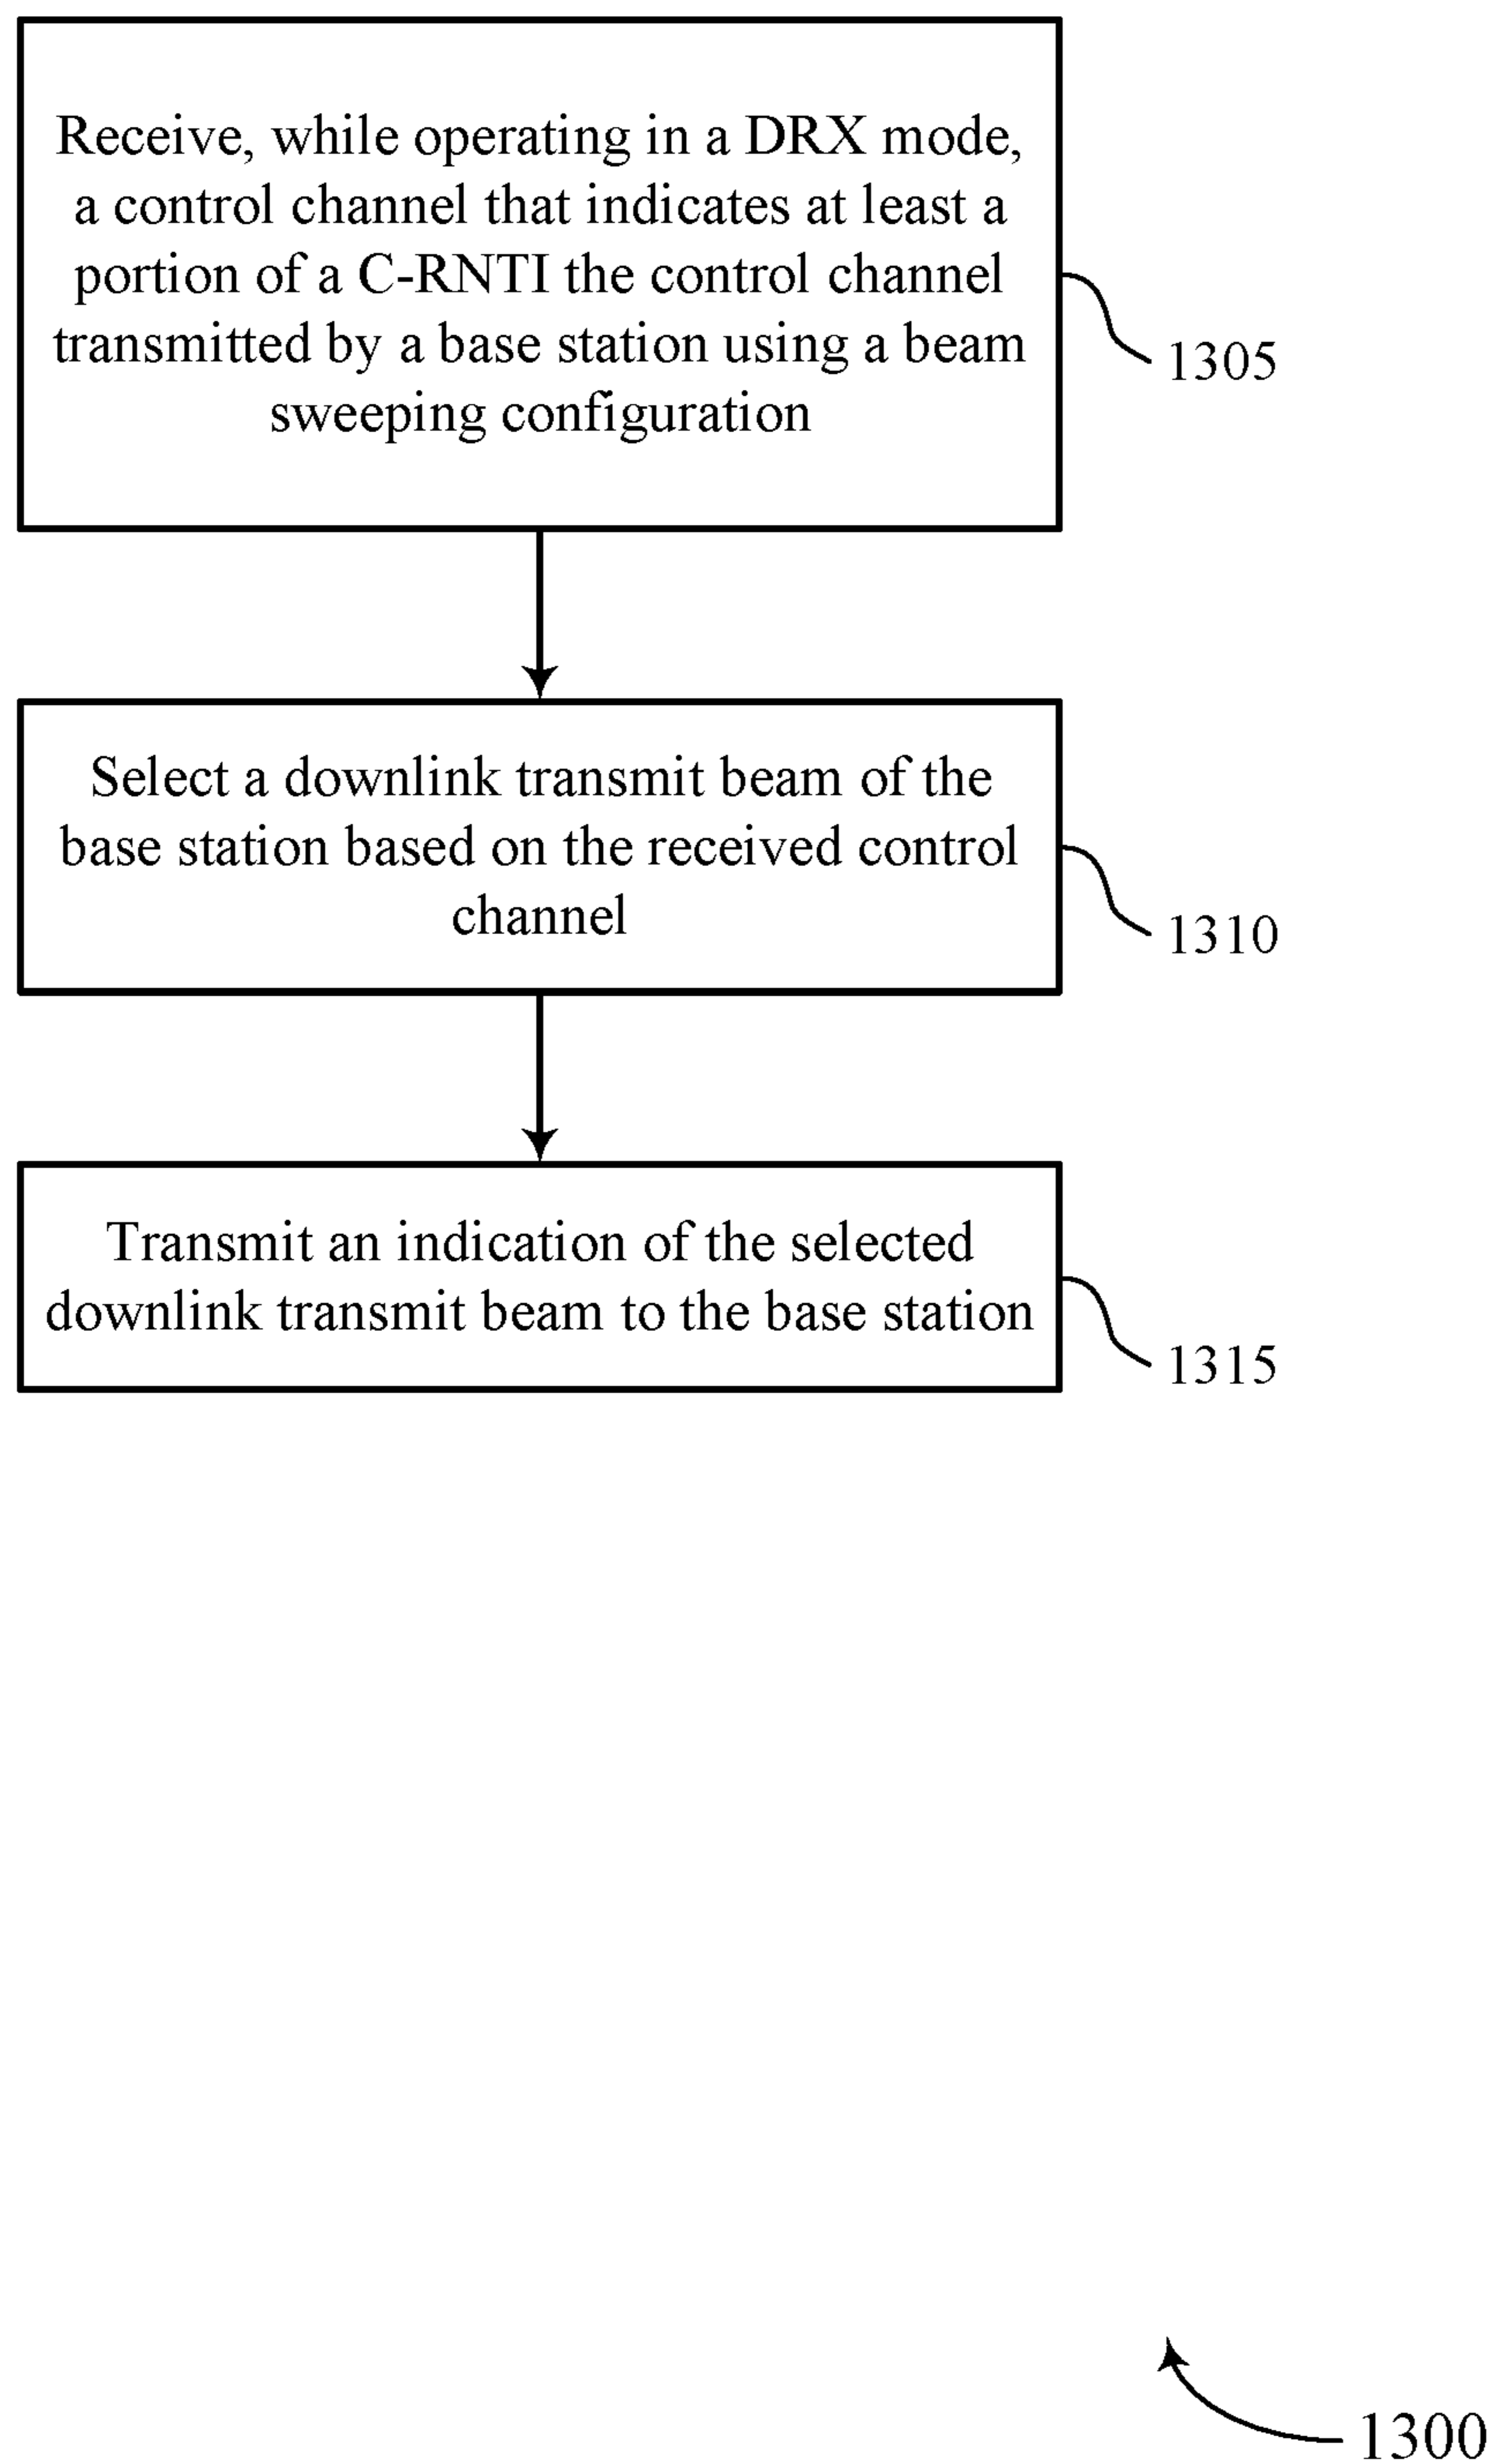 Receive, while operating in a DRX mode,
a control channel that indicates at least a
portion of a C-RNTI the control channel
transmitted by a base station using a beam
sweeping configuration
1305
Select a downlink transmit beam of the
base station based on the received control
channel
1310
Transmit an indication of the selected
downlink transmit beam to the base station
1315
1300